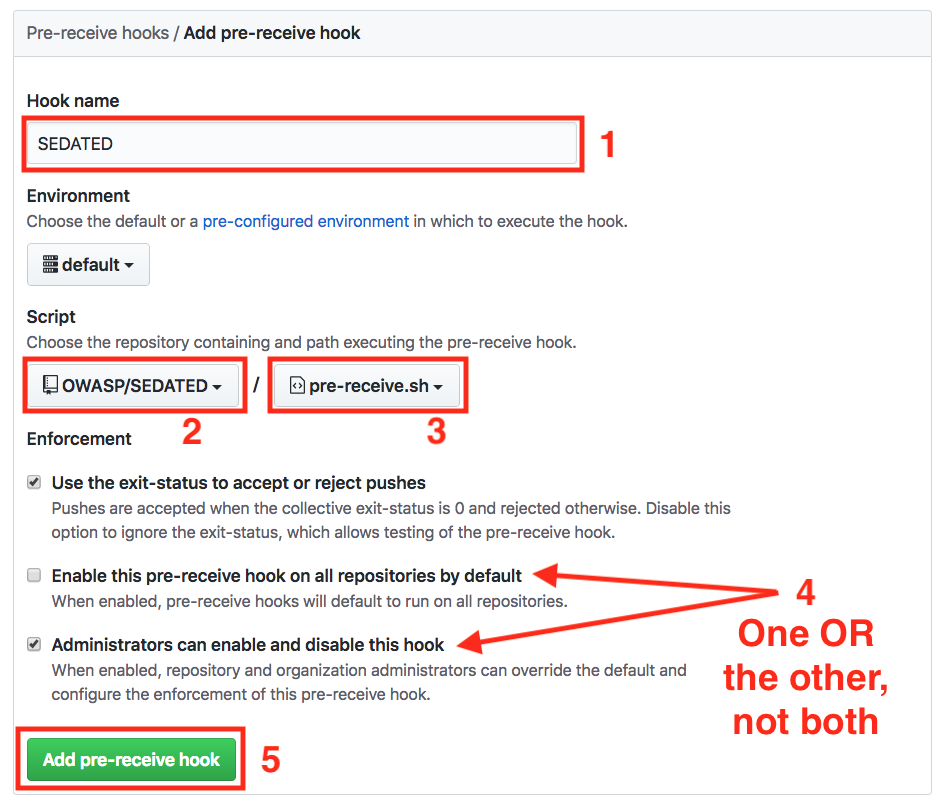 Pre-receive hooks / Add pre-receive hook
Hook name
SEDATED
1
Environment
Choose the default or a pre-configured environment in which to execute the hook.
default
Script
Choose the repository containing and path executing the pre-receive hook.
OWASP/SEDATED / pre-receive.sh
2
3
Enforcement
Use the exit-status to accept or reject pushes
Pushes are accepted when the collective exit-status is 0 and rejected otherwise. Disable this
option to ignore the exit-status, which allows testing of the pre-receive hook.
Enable this pre-receive hook on all repositories by default
When enabled, pre-receive hooks will default to run on all repositories.
Administrators can enable and disable this hook
When enabled, repository and organization administrators can override the default and
configure the enforcement of this pre-receive hook.
4
One OR
the other,
not both
Add pre-receive hook
5